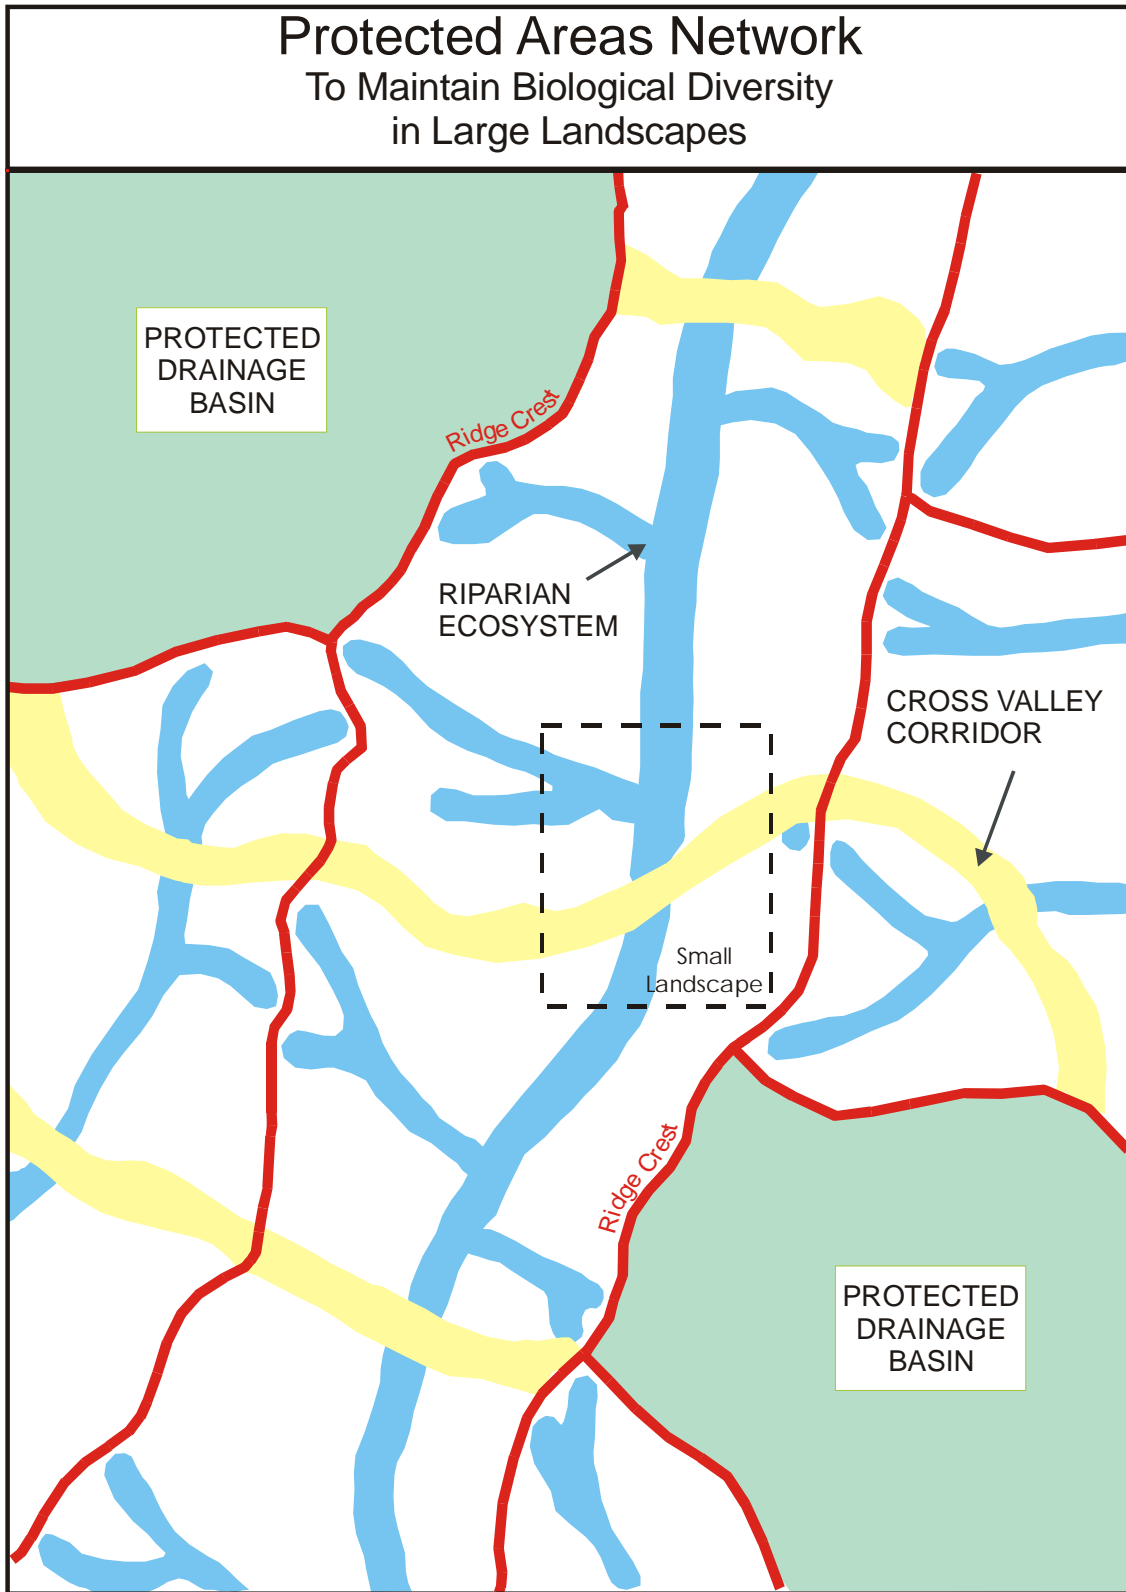 Protected Areas Network
To Maintain Biological Diversity
in Large Landscapes
PROTECTED
DRAINAGE
BASIN
Ridge Crest
RIPARIAN
ECOSYSTEM
CROSS VALLEY
CORRIDOR
Small
Landscape
Ridge Crest
PROTECTED
DRAINAGE
BASIN